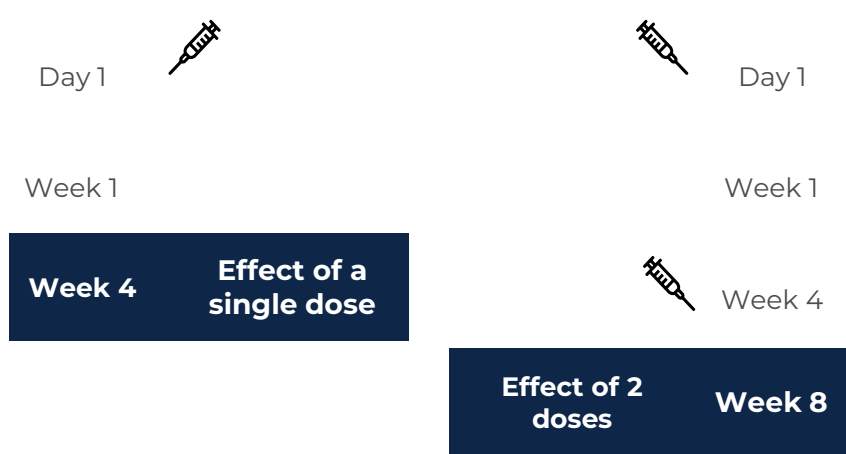 Day 1
Week 1
Week 4
Effect of a
single dose
Day 1
Week 1
Week 4
Effect of 2
doses
Week 8